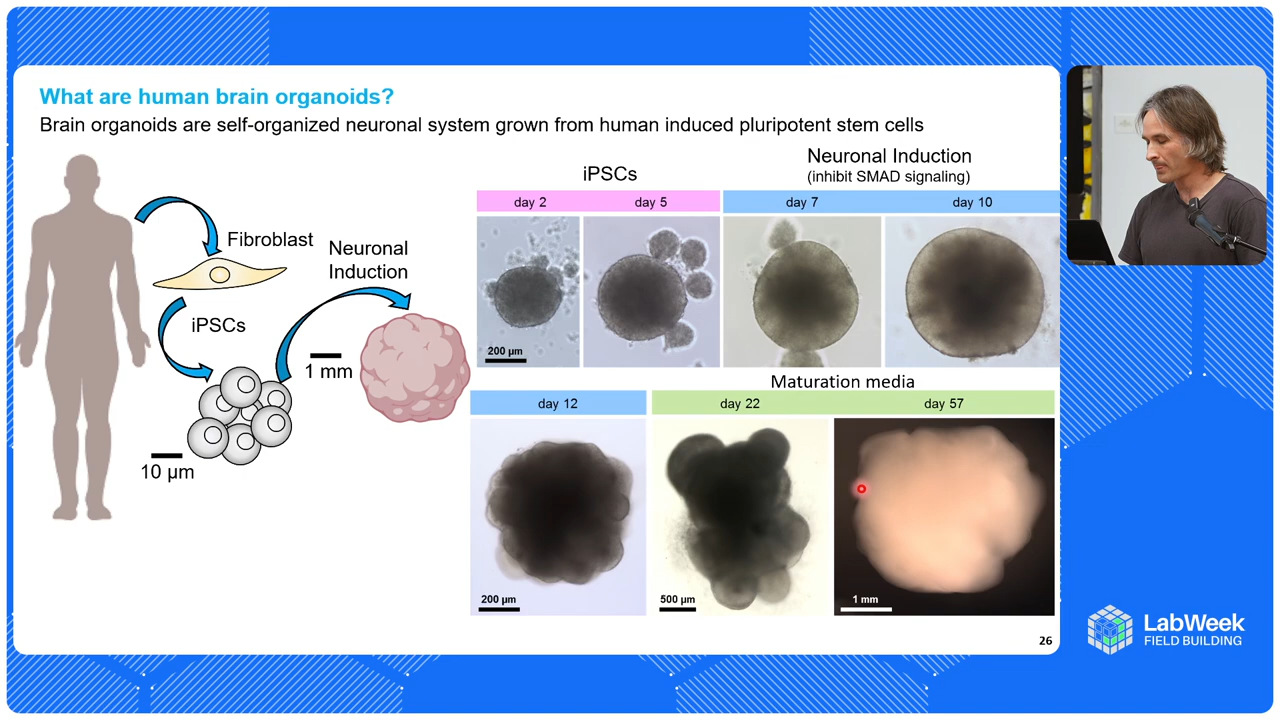 What are human brain organoids?
Brain organoids are self-organized neuronal system grown from human induced pluripotent stem cells
Fibroblast
Neuronal
Induction
iPSCs
1 mm
10 µm
iPSCs
Neuronal Induction
(inhibit SMAD signaling)
day 2
day 5
day 7
day 10
200 µm
Maturation media
day 12
day 22
day 57
200 µm
500 µm
1 mm
26
LabWeek
FIELD BUILDING